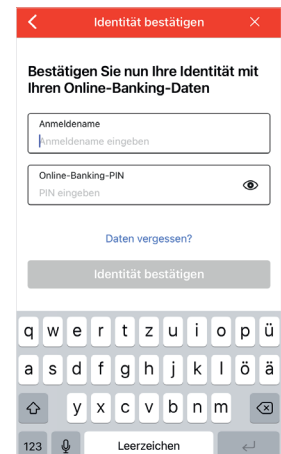 Identität bestätigen
Bestätigen Sie nun Ihre Identität mit
Ihren Online-Banking-Daten
Anmeldename
Anmeldename eingeben
Online-Banking-PIN
PIN eingeben
Daten vergessen?
Identität bestätigen
q w e r t z u i o p ü
a s d f g h j k l ö ä
y x c v b n m
123 Leerzeichen